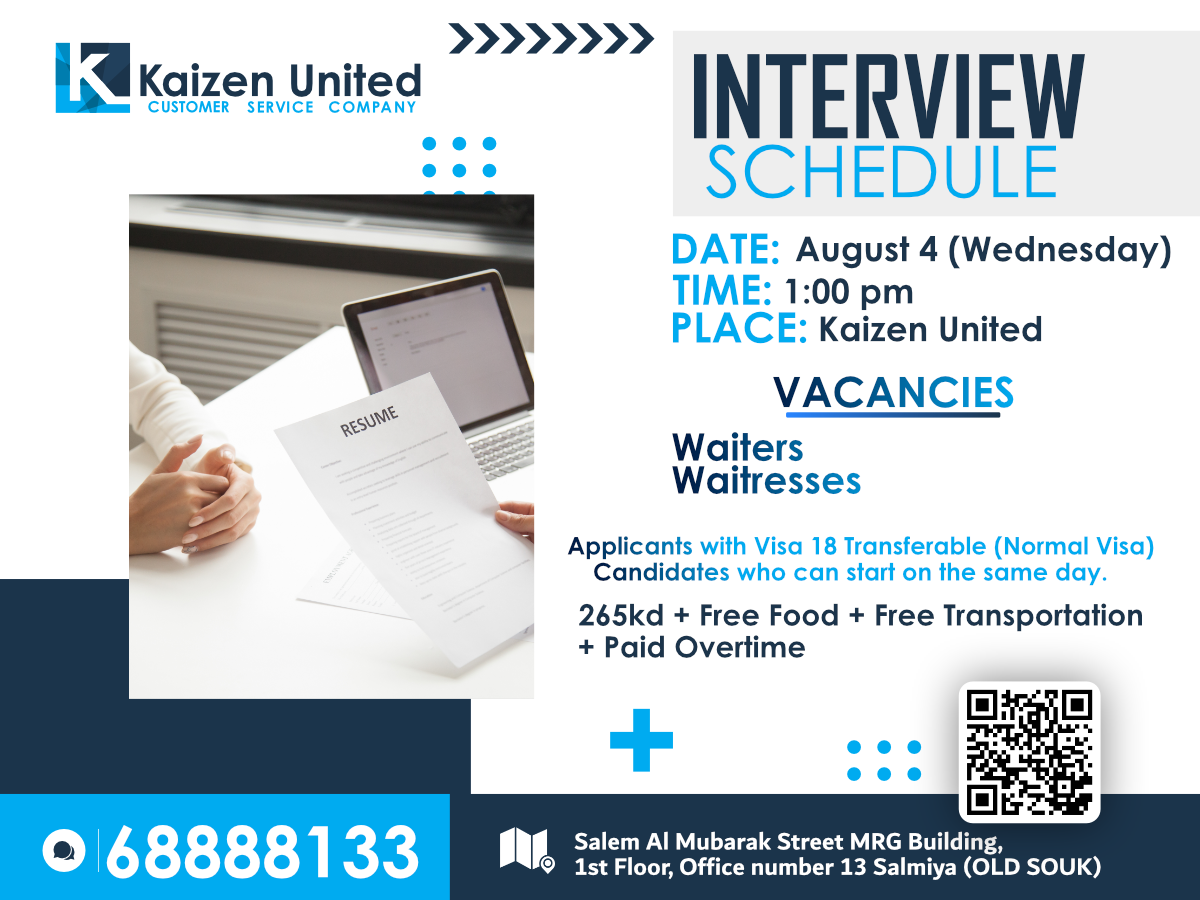 Kaizen United
CUSTOMER SERVICE COMPANY
INTERVIEW
SCHEDULE
DATE: August 4 (Wednesday)
TIME: 1:00 pm
PLACE: Kaizen United
VACANCIES
Waiters
Waitresses
RESUME
Applicants with Visa 18 Transferable (Normal Visa)
Candidates who can start on the same day.
265kd + Free Food + Free Transportation
+ Paid Overtime
68888133
Salem Al Mubarak Street MRG Building,
1st Floor, Office number 13 Salmiya (OLD SOUK)